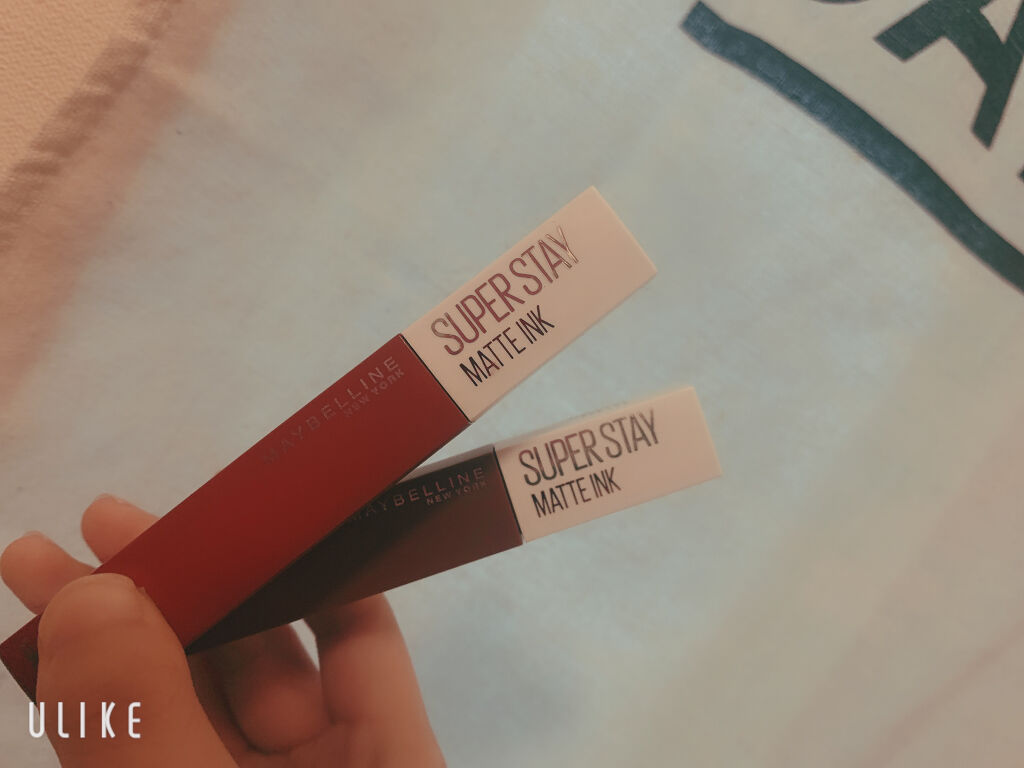 SUPER STAY
MATTE INK
MAYBELLINE
NEW YORK
SUPER STAY
MATTE INK
MAYBELLINE
NEW YORK
ULIKE